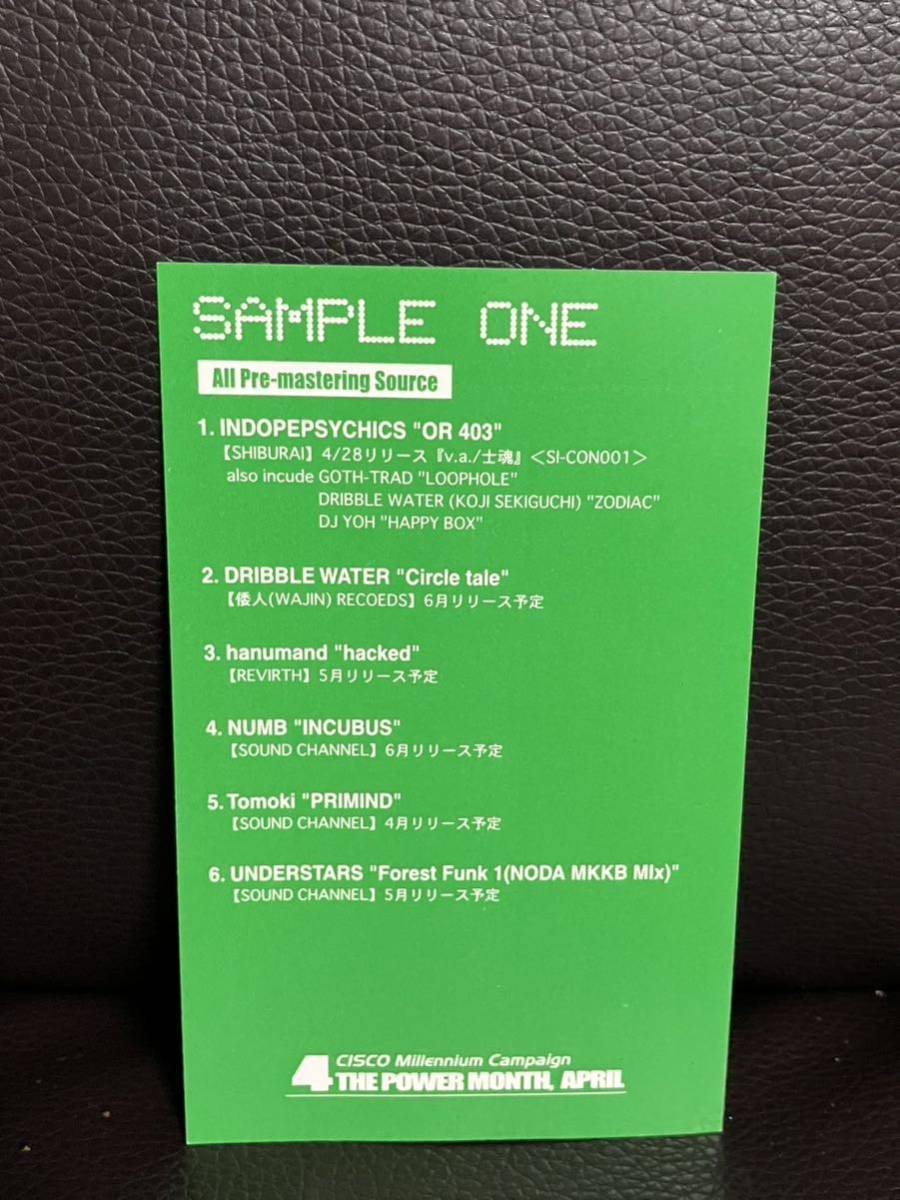 SAMPLE ONE
All Pre-mastering Source
1. INDOPEPSYCHICS "OR 403"
【SHIBURAI】4/28リリース『v.a./士魂』＜SI-CON001＞
also incude GOTH-TRAD "LOOPHOLE"
DRIBBLE WATER (KOJI SEKIGUCHI) "ZODIAC"
DJ YOH "HAPPY BOX"
2. DRIBBLE WATER "Circle tale"
【倭人(WAJIN) RECOEDS】6月リリース予定
3. hanumand "hacked"
【REVIRTH】5月リリース予定
4. NUMB "INCUBUS"
【SOUND CHANNEL】6月リリース予定
5. Tomoki "PRIMIND"
【SOUND CHANNEL】4月リリース予定
6. UNDERSTARS "Forest Funk 1(NODA MKKB MIx)"
【SOUND CHANNEL】5月リリース予定
4 CISCO Millennium Campaign
THE POWER MONTH, APRIL